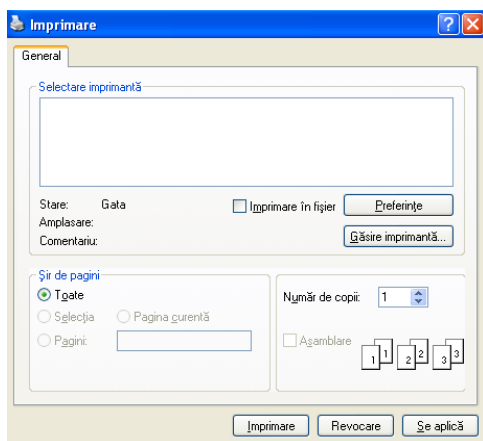 Imprimare
General
Selectare imprimantă
Stare: Gata
Imprimare în fişier Preferinţe
Amplasare:
Comentariu:
Găsire imprimantă...
Şir de pagini
Toate
Număr de copii: 1
Selecţia Pagina curentă
Pagini:
Asamblare
1 1 2 2 3 3
Imprimare Revocare Se aplică